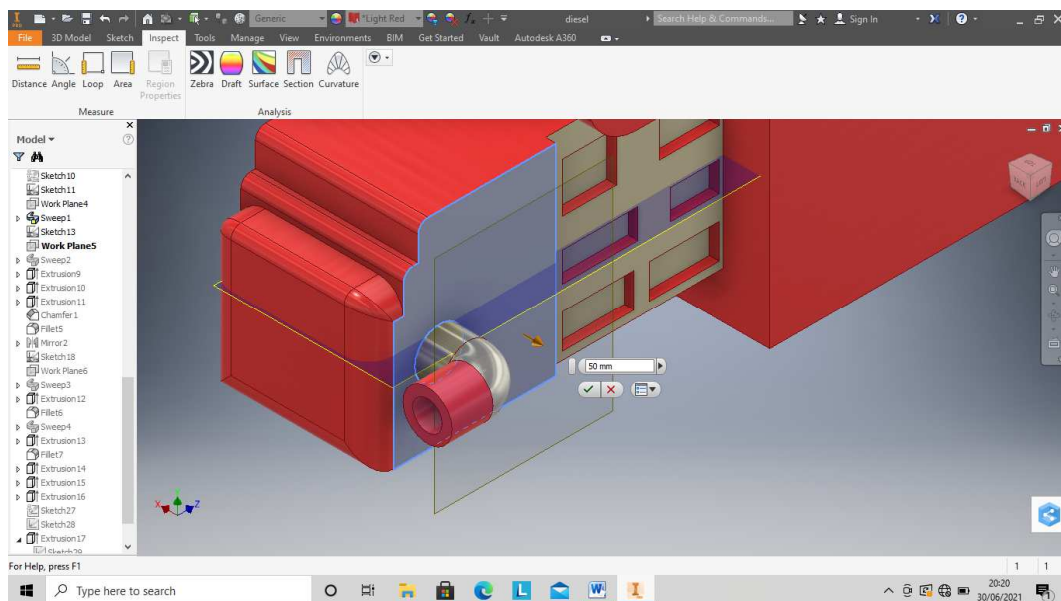 I PRO Generic *Light Red diesel Search Help & Commands... Sign In
File 3D Model Sketch Inspect Tools Manage View Environments BIM Get Started Vault Autodesk A360
Distance Angle Loop Area Region Properties Zebra Draft Surface Section Curvature
Measure Analysis
Model
Sketch10
Sketch11
Work Plane4
Sweep1
Sketch13
Work Plane5
Sweep2
Extrusion9
Extrusion10
Extrusion11
Chamfer1
Fillet5
Mirror2
Sketch18
Work Plane6
Sweep3
Extrusion12
Fillet6
Sweep4
Extrusion13
Fillet7
Extrusion14
Extrusion15
Extrusion16
Sketch27
Sketch28
Extrusion17
Sketch29
50 mm
BACK
X Y Z
For Help, press F1 1 1
Type here to search
20:20
30/06/2021